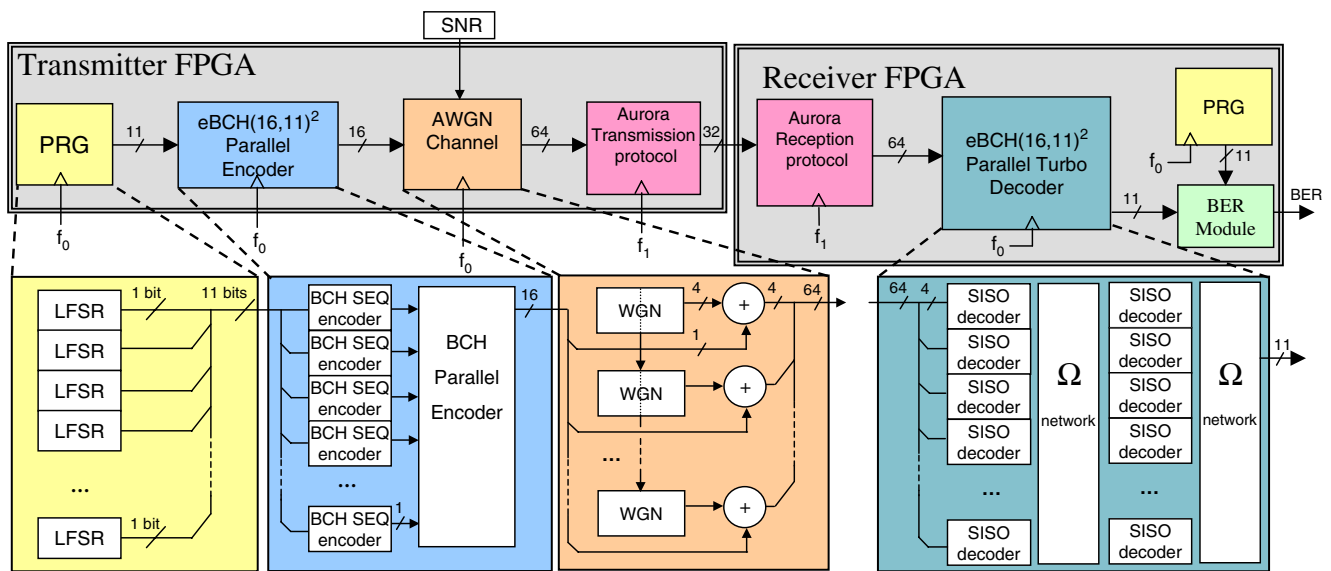 SNR
Transmitter FPGA
Receiver FPGA
PRG
11
eBCH(16,11)²
Parallel
Encoder
16
AWGN
Channel
64
Aurora
Transmission
protocol
32
Aurora
Reception
protocol
64
eBCH(16,11)²
Parallel Turbo
Decoder
11
PRG
f₀
11
BER
Module
BER
f₀
f₀
f₀
f₁
f₁
f₀
1 bit
11 bits
LFSR
LFSR
LFSR
LFSR
...
1 bit
LFSR
BCH SEQ
encoder
BCH SEQ
encoder
BCH SEQ
encoder
BCH SEQ
encoder
...
BCH SEQ
encoder
1
BCH
Parallel
Encoder
16
WGN
4
+
4
64
1
WGN
+
...
WGN
+
64
4
SISO
decoder
SISO
decoder
SISO
decoder
SISO
decoder
...
SISO
decoder
Ω
network
SISO
decoder
SISO
decoder
SISO
decoder
SISO
decoder
...
SISO
decoder
Ω
network
11